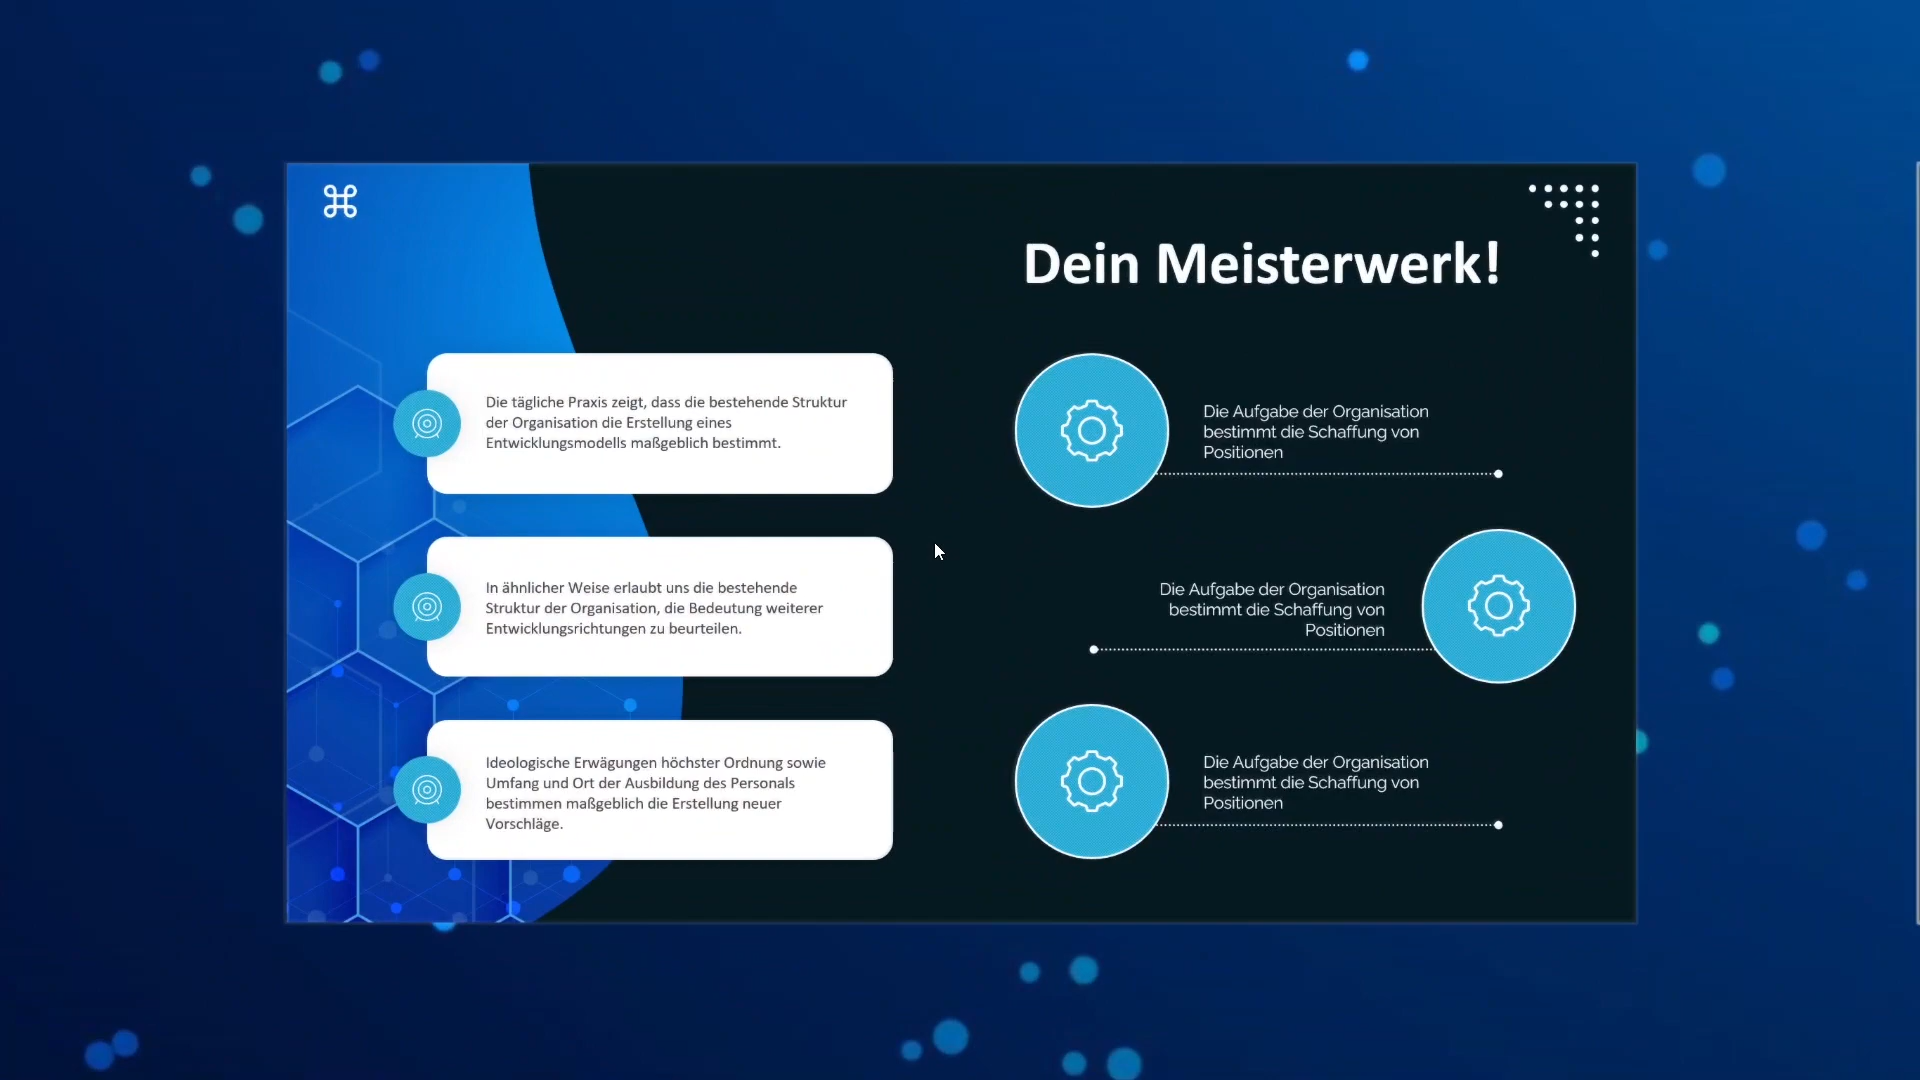 Dein Meisterwerk!
Die tägliche Praxis zeigt, dass die bestehende Struktur
der Organisation die Erstellung eines
Entwicklungsmodells maßgeblich bestimmt.
In ähnlicher Weise erlaubt uns die bestehende
Struktur der Organisation, die Bedeutung weiterer
Entwicklungsrichtungen zu beurteilen.
Ideologische Erwägungen höchster Ordnung sowie
Umfang und Ort der Ausbildung des Personals
bestimmen maßgeblich die Erstellung neuer
Vorschläge.
Die Aufgabe der Organisation
bestimmt die Schaffung von
Positionen
Die Aufgabe der Organisation
bestimmt die Schaffung von
Positionen
Die Aufgabe der Organisation
bestimmt die Schaffung von
Positionen